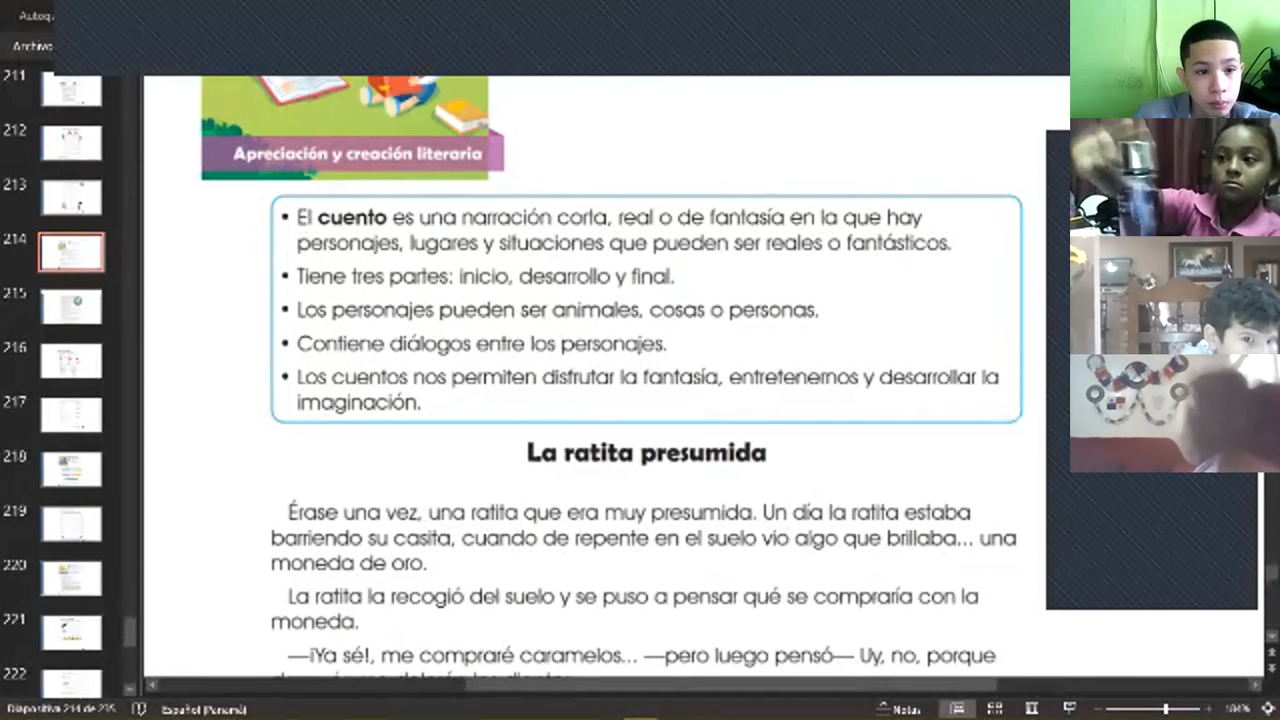 Archivo
211
212
213
214
215
216
217
218
219
220
221
222
Apreciación y creación literaria
• El cuento es una narración corta, real o de fantasía en la que hay
personajes, lugares y situaciones que pueden ser reales o fantásticos.
• Tiene tres partes: inicio, desarrollo y final.
• Los personajes pueden ser animales, cosas o personas.
• Contiene diálogos entre los personajes.
• Los cuentos nos permiten disfrutar la fantasía, entretenernos y desarrollar la
imaginación.
La ratita presumida
Érase una vez, una ratita que era muy presumida. Un día la ratita estaba
barriendo su casita, cuando de repente en el suelo vio algo que brillaba... una
moneda de oro.
La ratita la recogió del suelo y se puso a pensar qué se compraría con la
moneda.
—¡Ya sé!, me compraré caramelos... —pero luego pensó— Uy, no, porque
Diapositiva 214 de 235
Español (Panamá)
Notas